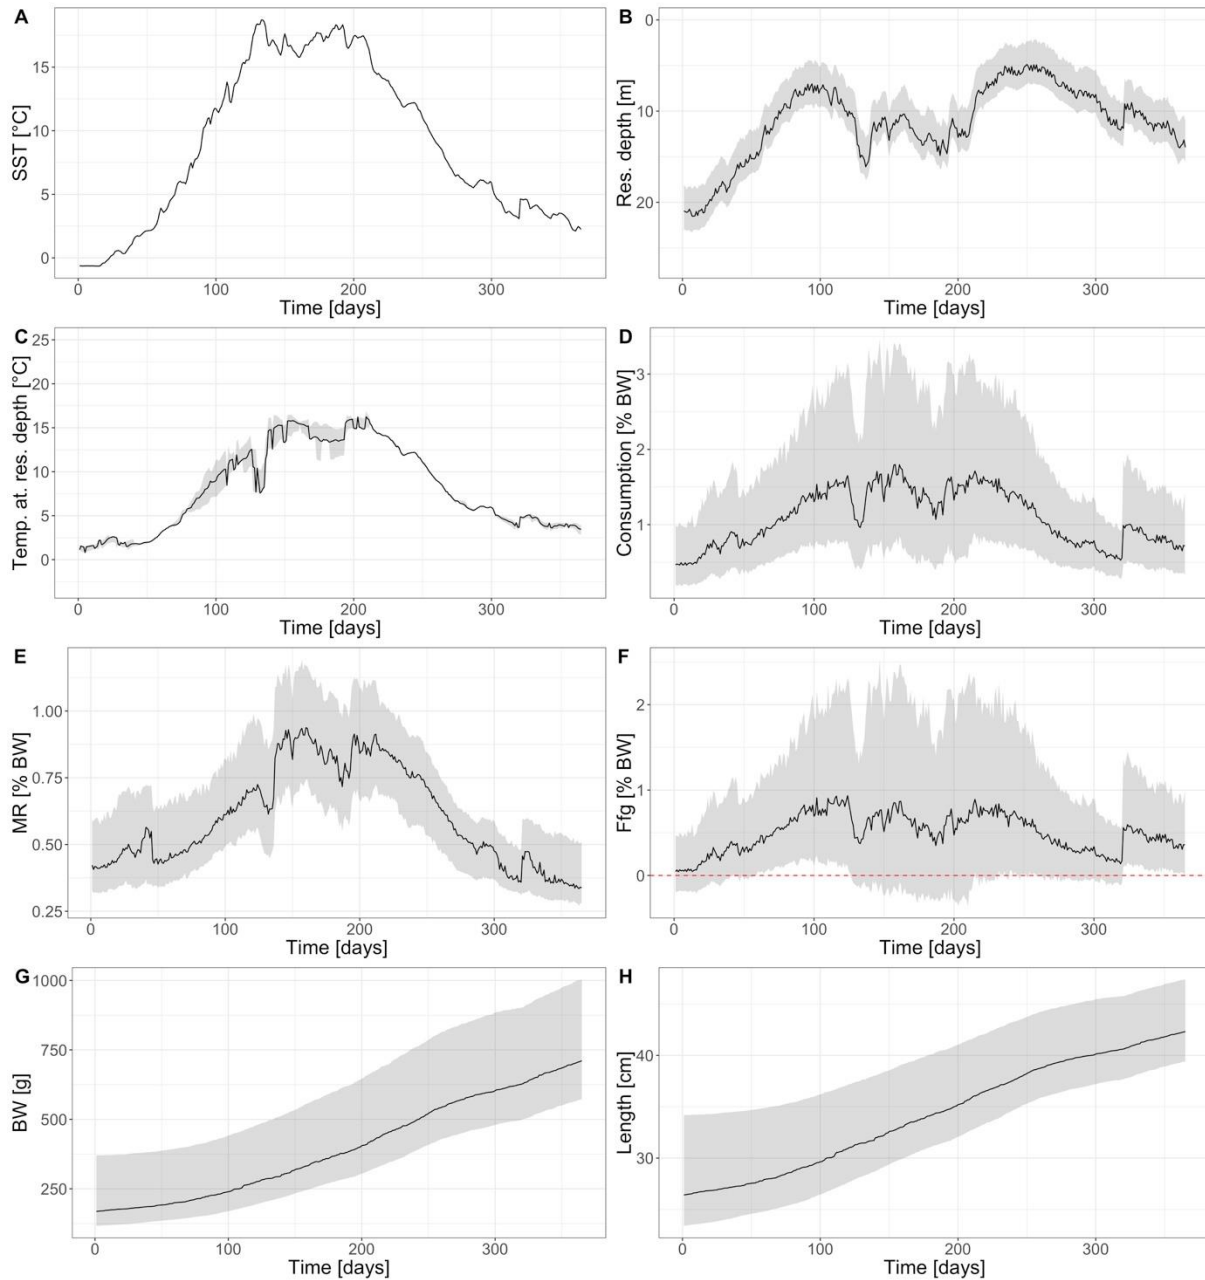 A
SST [°C]
15
10
5
0
0 100 200 300
Time [days]
B
Res. depth [m]
0
10
20
0 100 200 300
Time [days]
C
Temp. at. res. depth [°C]
25
20
15
10
5
0
0 100 200 300
Time [days]
D
Consumption [% BW]
3
2
1
0 100 200 300
Time [days]
E
MR [% BW]
1.00
0.75
0.50
0.25
0 100 200 300
Time [days]
F
Ffg [% BW]
2
1
0
0 100 200 300
Time [days]
G
BW [g]
1000
750
500
250
0 100 200 300
Time [days]
H
Length [cm]
40
30
0 100 200 300
Time [days]